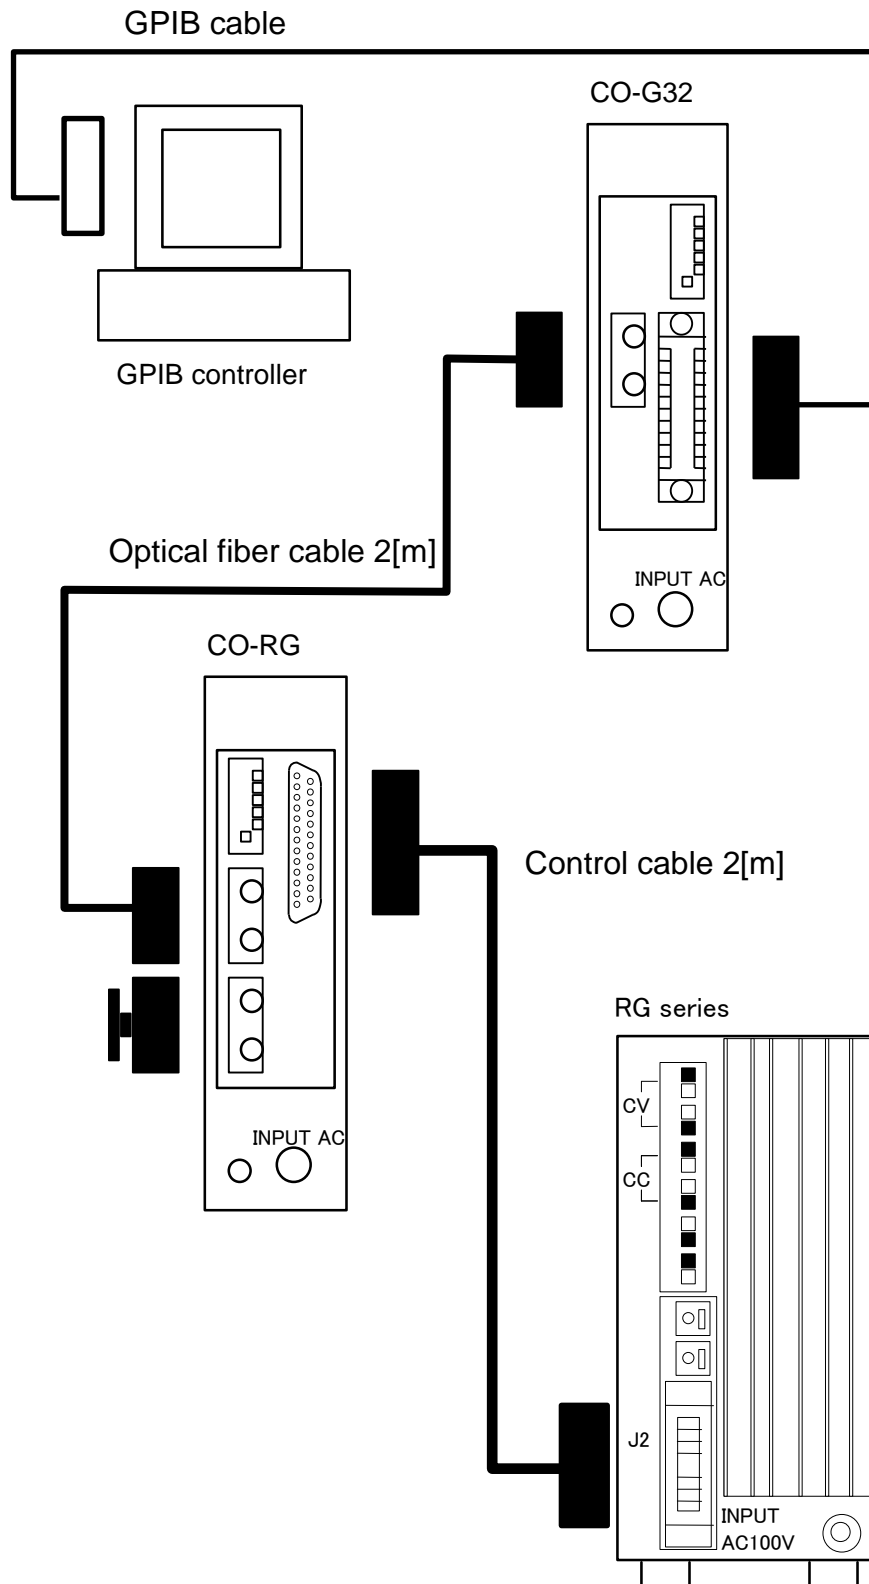 GPIB cable
CO-G32
GPIB controller
Optical fiber cable 2[m]
INPUT AC
CO-RG
Control cable 2[m]
RG series
CV
INPUT AC
CC
J2
INPUT
AC100V